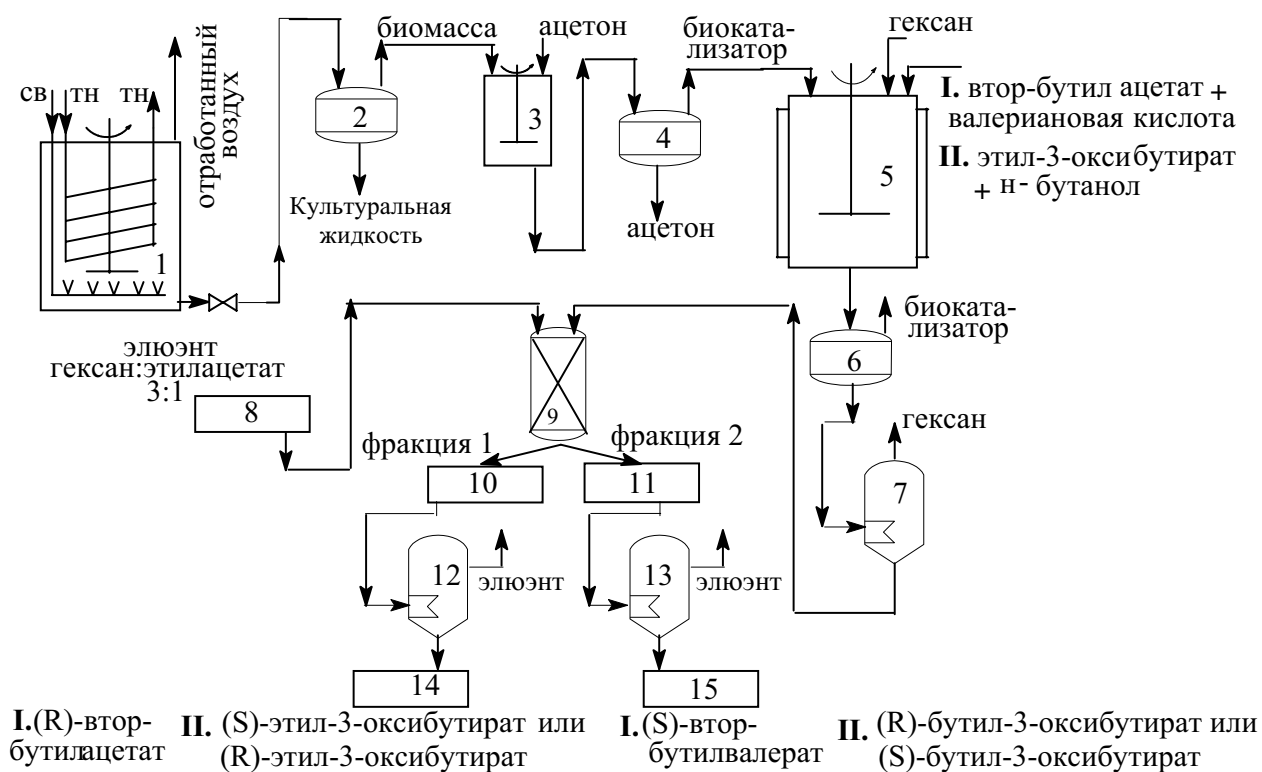 биомасса
ацетон
биоката-
лизатор
гексан
св
тн
тн
отработанный
воздух
I. втор-бутил ацетат +
валериановая кислота
II. этил-3-оксибутират
+ н- бутанол
1
2
3
4
5
Культуральная
жидкость
ацетон
биоката-
лизатор
элюэнт
гексан:этилацетат
3:1
8
9
6
гексан
7
фракция 1
фракция 2
10
11
12
элюэнт
13
элюэнт
14
15
I.(R)-втор-
бутилацетат
II. (S)-этил-3-оксибутират или
(R)-этил-3-оксибутират
I.(S)-втор-
бутилвалерат
II. (R)-бутил-3-оксибутират или
(S)-бутил-3-оксибутират